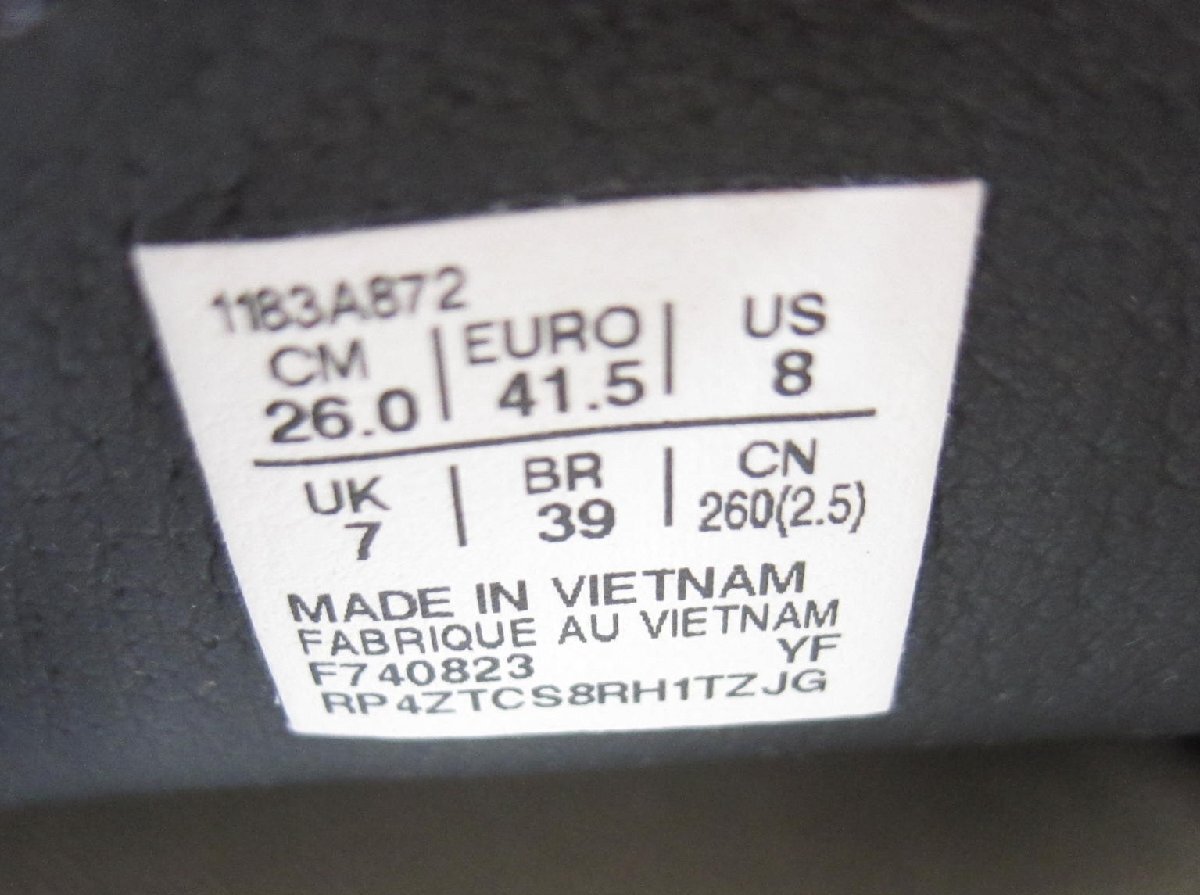 1183A872
CM | EURO | US
26.0 | 41.5 | 8
UK | BR | CN
7 | 39 | 260(2.5)
MADE IN VIETNAM
FABRIQUE AU VIETNAM
F740823 YF
RP4ZTCS8RH1TZJG